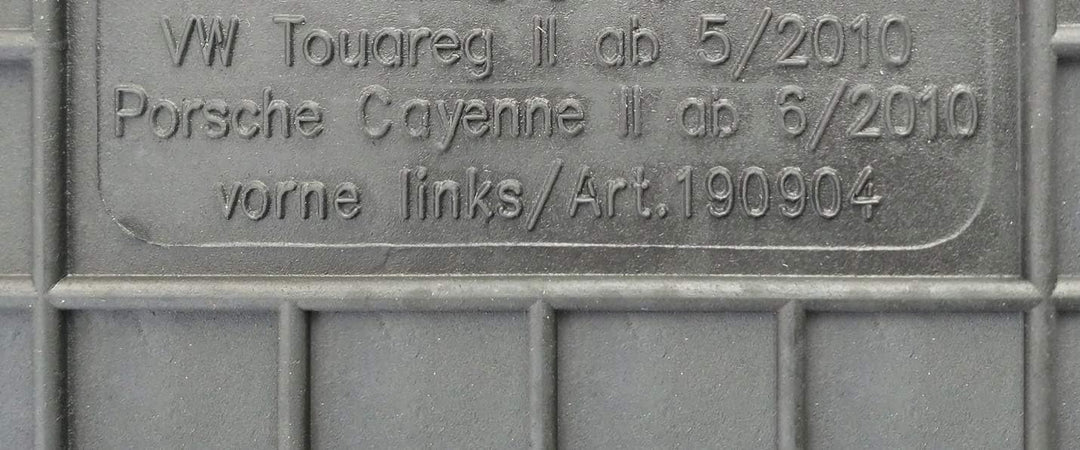 VW Touareg II ab 5/2010
Porsche Cayenne II ab 6/2010
vorne links/Art.190904